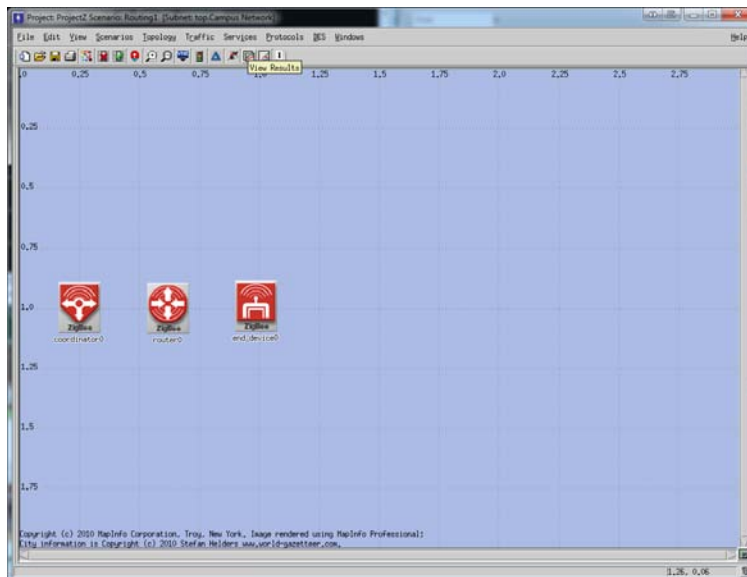 Project: ProjectZ Scenario: Routing1 [Subnet: top.Campus Network]
File Edit View Scenarios Topology Traffic Services Protocols DES Windows Help
View Results
0.25 0.5 0.75 1.0 1.25 1.5 1.75 2.0 2.25 2.5 2.75
0.25
0.5
0.75
1.0
ZigBee ZigBee ZigBee
coordinator0 router0 end_device0
1.25
1.5
1.75
Copyright (c) 2010 MapInfo Corporation, Troy, New York, Image rendered using MapInfo Professional;
City information is Copyright (c) 2010 Stefan Helders www.world-gazetteer.com.
1.26, 0.06